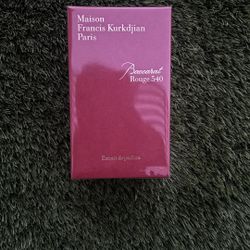 Maison
Francis Kurkdjian
Paris
Baccarat
Rouge 540
Extrait de parfum